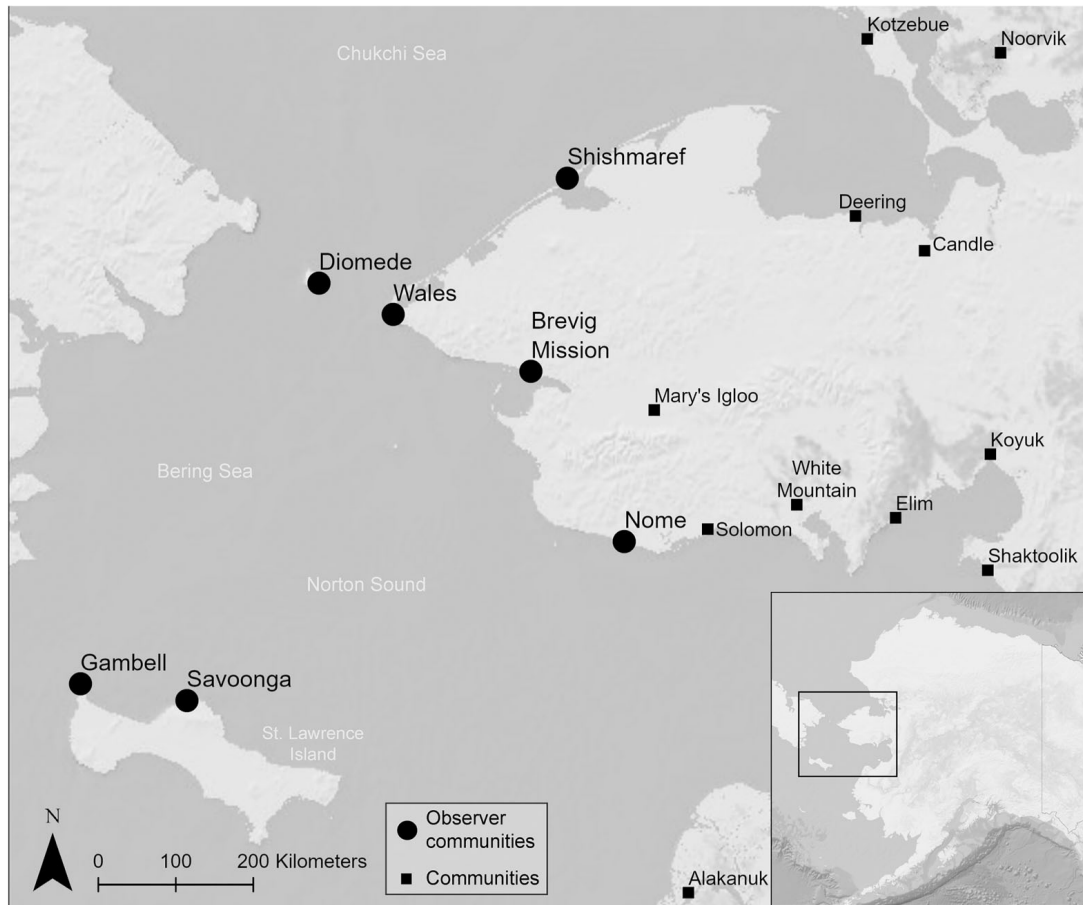 Kotzebue
Noorvik
Chukchi Sea
Shishmaref
Deering
Candle
Diomede
Wales
Brevig
Mission
Mary's Igloo
Koyuk
Bering Sea
White
Mountain
Elim
Nome
Solomon
Shaktoolik
Norton Sound
Gambell
Savoonga
St. Lawrence
Island
N
0 100 200 Kilometers
Observer
communities
Communities
Alakanuk